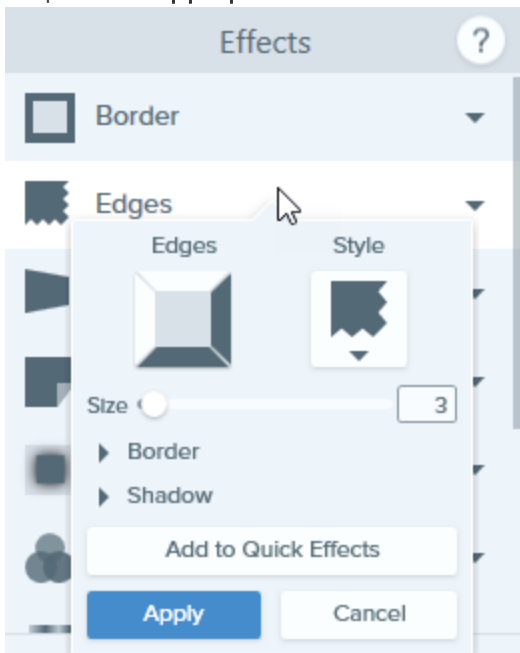 Effects ?
Border
Edges
Edges Style
Size 3
Border
Shadow
Add to Quick Effects
Apply Cancel